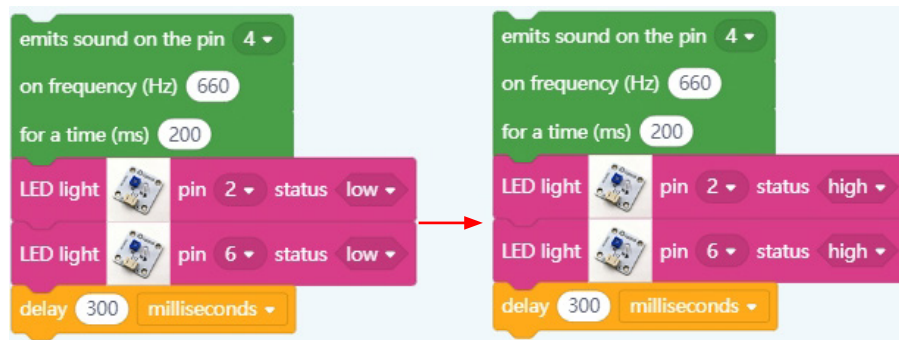 emits sound on the pin 4
on frequency (Hz) 660
for a time (ms) 200
LED light pin 2 status low
LED light pin 6 status low
delay 300 milliseconds
emits sound on the pin 4
on frequency (Hz) 660
for a time (ms) 200
LED light pin 2 status high
LED light pin 6 status high
delay 300 milliseconds